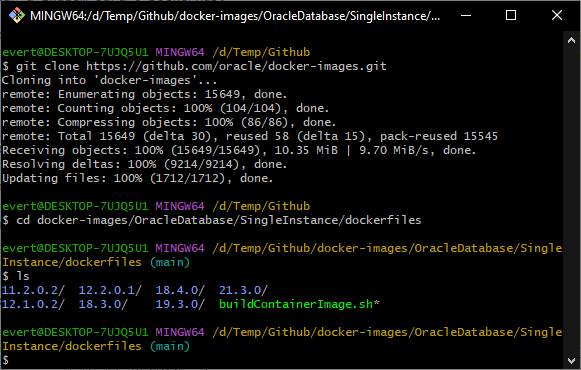 MINGW64:/d/Temp/Github/docker-images/OracleDatabase/SingleInstance/...
evert@DESKTOP-7UJQ5U1 MINGW64 /d/Temp/Github
$ git clone https://github.com/oracle/docker-images.git
Cloning into 'docker-images'...
remote: Enumerating objects: 15649, done.
remote: Counting objects: 100% (104/104), done.
remote: Compressing objects: 100% (86/86), done.
remote: Total 15649 (delta 30), reused 58 (delta 15), pack-reused 15545
Receiving objects: 100% (15649/15649), 10.35 MiB | 9.70 MiB/s, done.
Resolving deltas: 100% (9214/9214), done.
Updating files: 100% (1712/1712), done.
evert@DESKTOP-7UJQ5U1 MINGW64 /d/Temp/Github
$ cd docker-images/OracleDatabase/SingleInstance/dockerfiles
evert@DESKTOP-7UJQ5U1 MINGW64 /d/Temp/Github/docker-images/OracleDatabase/Single
Instance/dockerfiles (main)
$ ls
11.2.0.2/  12.2.0.1/  18.4.0/  21.3.0/
12.1.0.2/  18.3.0/    19.3.0/  buildContainerImage.sh*
evert@DESKTOP-7UJQ5U1 MINGW64 /d/Temp/Github/docker-images/OracleDatabase/Single
Instance/dockerfiles (main)
$